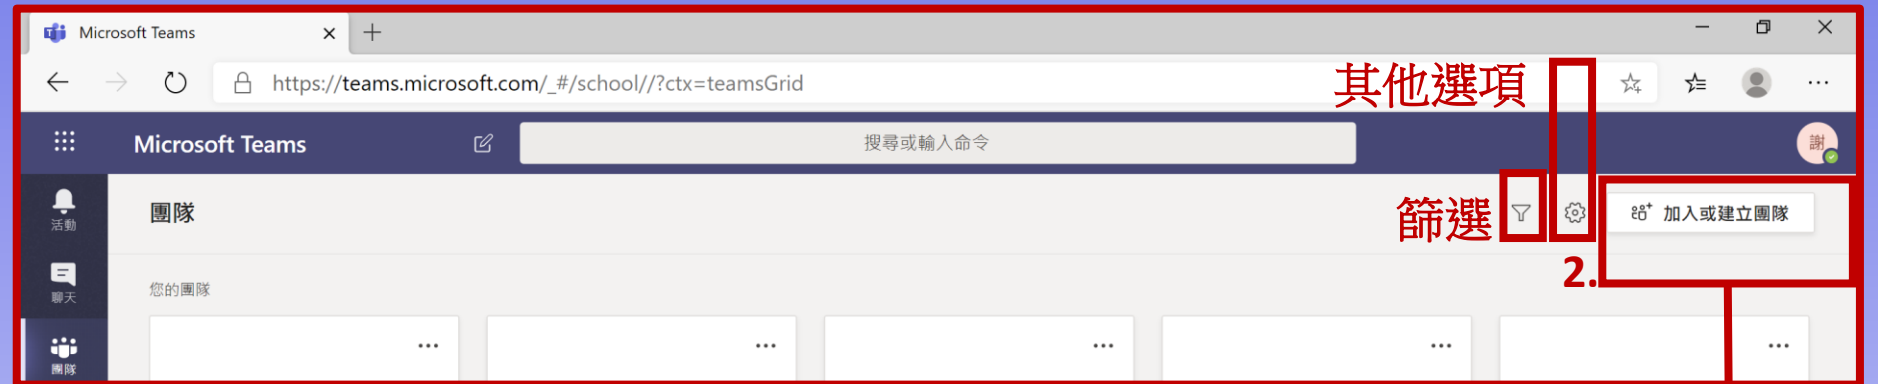 Microsoft Teams
https://teams.microsoft.com/_#/school//?ctx=teamsGrid
其他選項
Microsoft Teams
搜尋或輸入命令
謝
活動
團隊
篩選
加入或建立團隊
2.
聊天
您的團隊
團隊